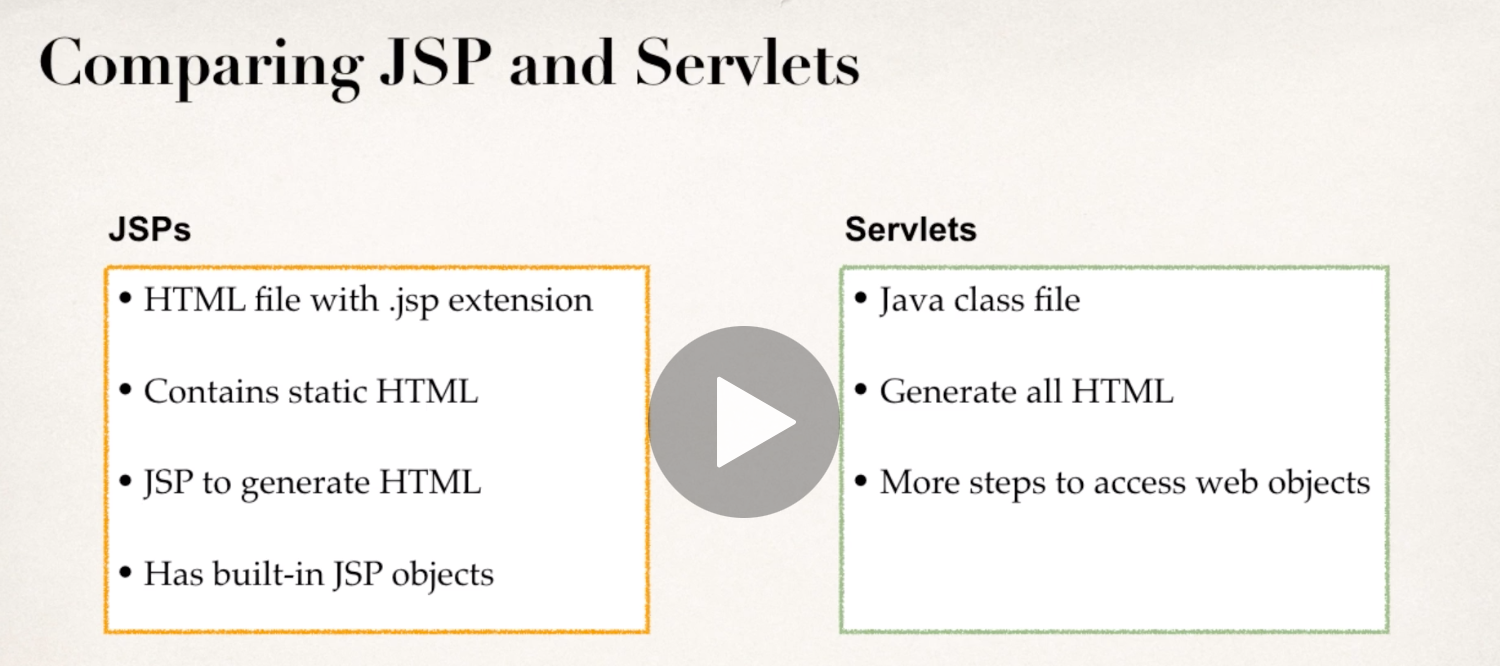 Comparing JSP and Servlets
JSPs
• HTML file with .jsp extension
• Contains static HTML
• JSP to generate HTML
• Has built-in JSP objects
Servlets
• Java class file
• Generate all HTML
• More steps to access web objects